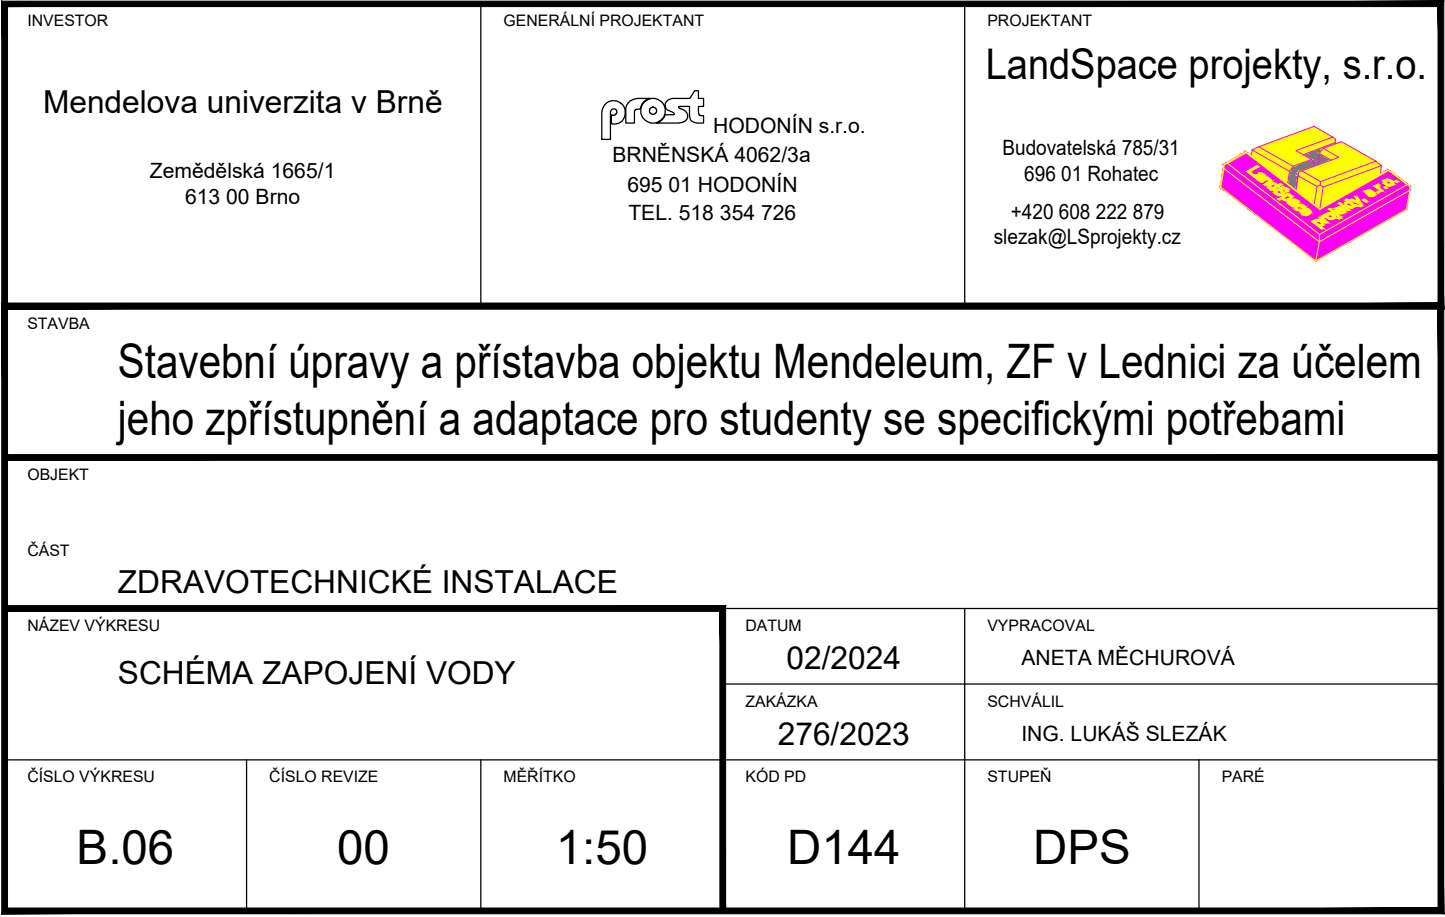 INVESTOR
Mendelova univerzita v Brně
Zemědělská 1665/1
613 00 Brno
GENERÁLNÍ PROJEKTANT
prost HODONÍN s.r.o.
BRNĚNSKÁ 4062/3a
695 01 HODONÍN
TEL. 518 354 726
PROJEKTANT
LandSpace projekty, s.r.o.
Budovatelská 785/31
696 01 Rohatec
+420 608 222 879
slezak@LSprojekty.cz
LandSpace
projekty, s.r.o.
STAVBA
Stavební úpravy a přístavba objektu Mendeleum, ZF v Lednici za účelem
jeho zpřístupnění a adaptace pro studenty se specifickými potřebami
OBJEKT
ČÁST
ZDRAVOTECHNICKÉ INSTALACE
NÁZEV VÝKRESU
SCHÉMA ZAPOJENÍ VODY
DATUM
02/2024
VYPRACOVAL
ANETA MĚCHUROVÁ
ZAKÁZKA
276/2023
SCHVÁLIL
ING. LUKÁŠ SLEZÁK
ČÍSLO VÝKRESU
B.06
ČÍSLO REVIZE
00
MĚŘÍTKO
1:50
KÓD PD
D144
STUPEŇ
DPS
PARÉ